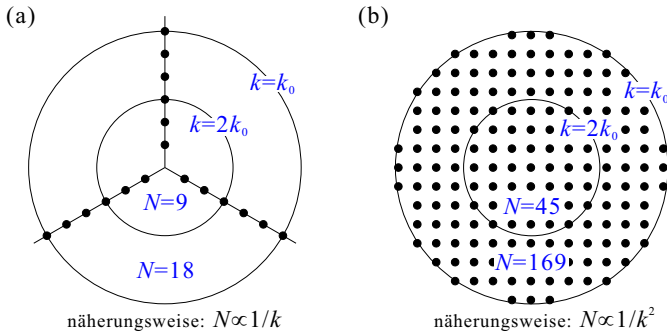 (a)
k=k₀
k=2k₀
N=9
N=18
näherungsweise: N∝1/k
(b)
k=k₀
k=2k₀
N=45
N=169
näherungsweise: N∝1/k²